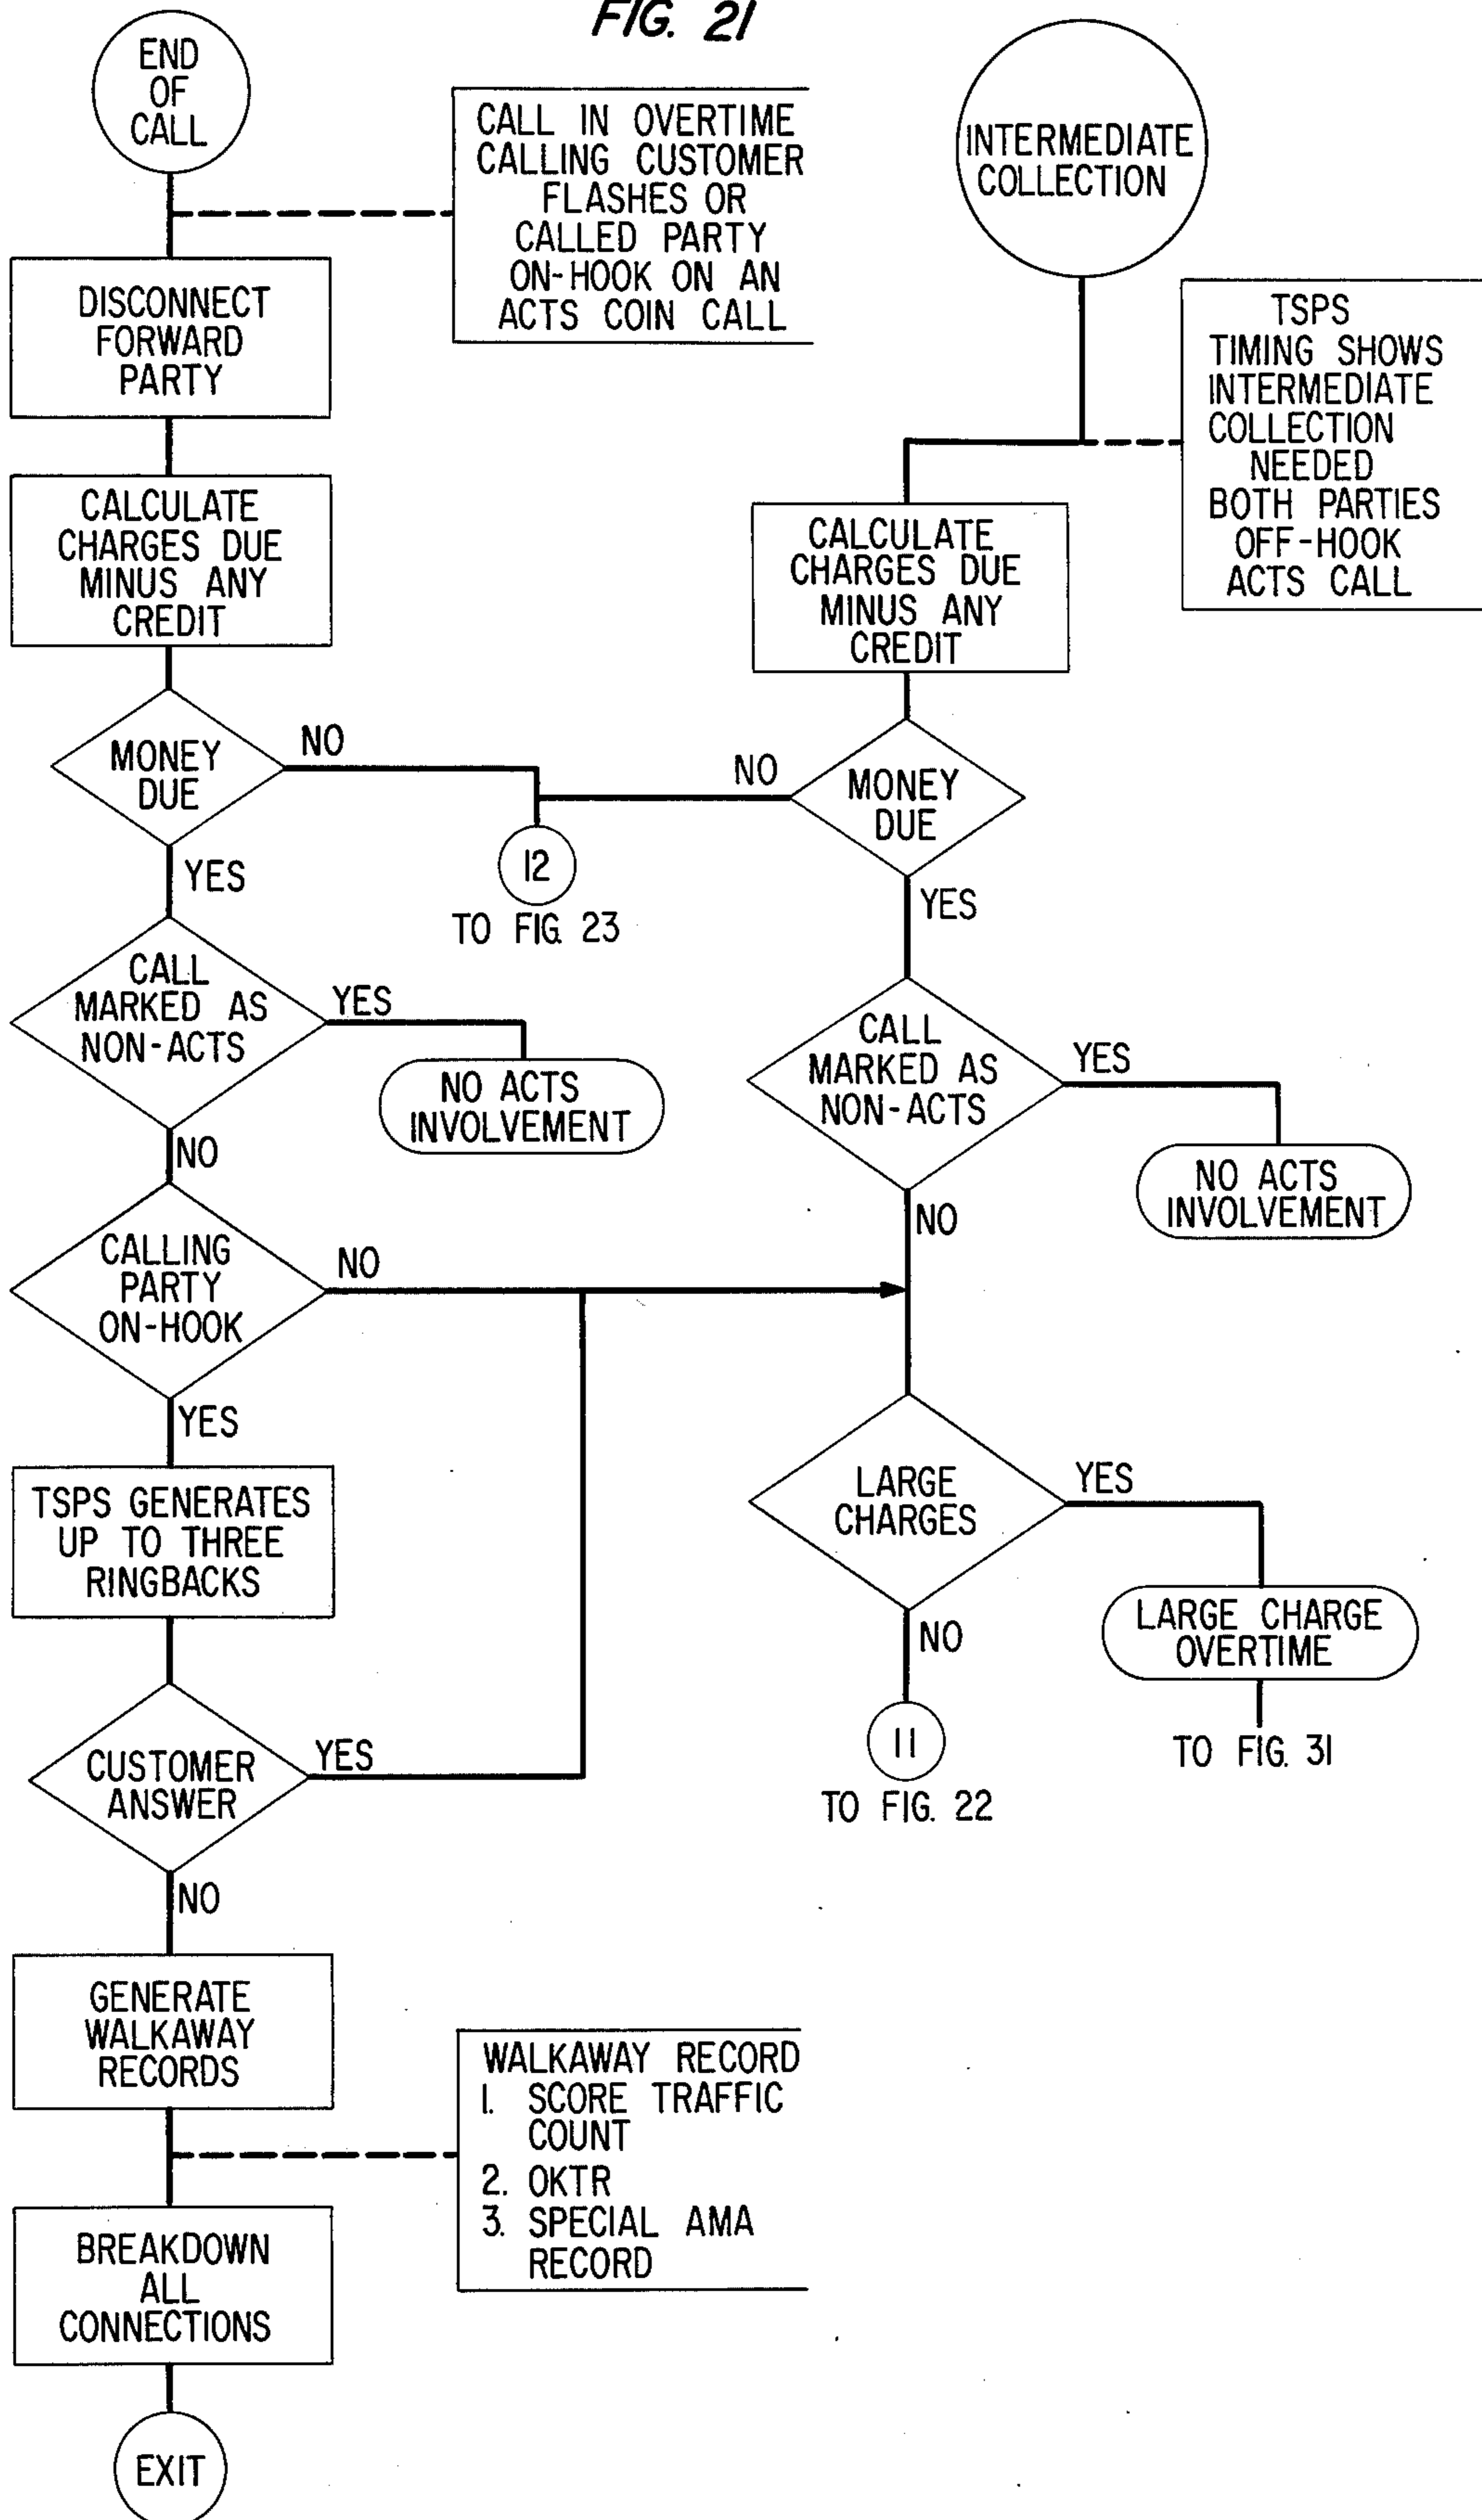 FIG. 21
END
OF
CALL
CALL IN OVERTIME
CALLING CUSTOMER
FLASHES OR
CALLED PARTY
ON-HOOK ON AN
ACTS COIN CALL
INTERMEDIATE
COLLECTION
TSPS
TIMING SHOWS
INTERMEDIATE
COLLECTION
NEEDED
BOTH PARTIES
OFF-HOOK
ACTS CALL
DISCONNECT
FORWARD
PARTY
CALCULATE
CHARGES DUE
MINUS ANY
CREDIT
CALCULATE
CHARGES DUE
MINUS ANY
CREDIT
MONEY
DUE
NO
NO
MONEY
DUE
12
TO FIG. 23
YES
YES
CALL
MARKED AS
NON-ACTS
YES
NO ACTS
INVOLVEMENT
CALL
MARKED AS
NON-ACTS
YES
NO ACTS
INVOLVEMENT
NO
NO
CALLING
PARTY
ON-HOOK
NO
YES
TSPS GENERATES
UP TO THREE
RINGBACKS
LARGE
CHARGES
YES
LARGE CHARGE
OVERTIME
TO FIG. 31
NO
11
TO FIG. 22
CUSTOMER
ANSWER
YES
NO
GENERATE
WALKAWAY
RECORDS
WALKAWAY RECORD
1. SCORE TRAFFIC
COUNT
2. OKTR
3. SPECIAL AMA
RECORD
BREAKDOWN
ALL
CONNECTIONS
EXIT